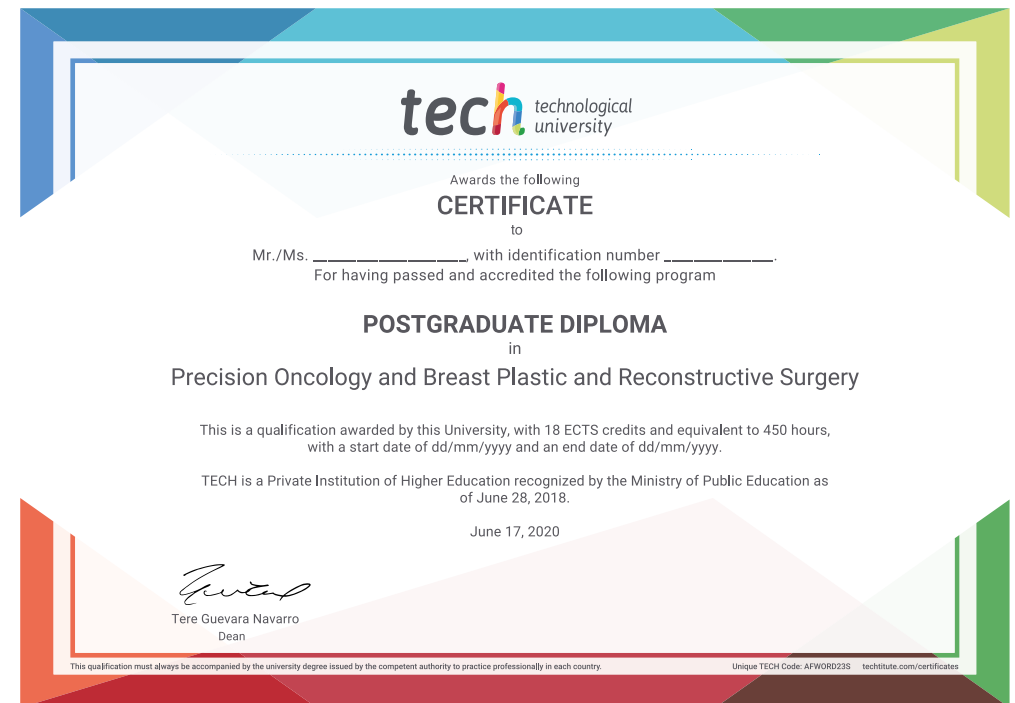 tech technological
university
Awards the following
CERTIFICATE
to
Mr./Ms. ____________________, with identification number ______________.
For having passed and accredited the following program
POSTGRADUATE DIPLOMA
in
Precision Oncology and Breast Plastic and Reconstructive Surgery
This is a qualification awarded by this University, with 18 ECTS credits and equivalent to 450 hours,
with a start date of dd/mm/yyyy and an end date of dd/mm/yyyy.
TECH is a Private Institution of Higher Education recognized by the Ministry of Public Education as
of June 28, 2018.
June 17, 2020
Tere Guevara Navarro
Dean
This qualification must always be accompanied by the university degree issued by the competent authority to practice professionally in each country.
Unique TECH Code: AFWORD23S techtitute.com/certificates